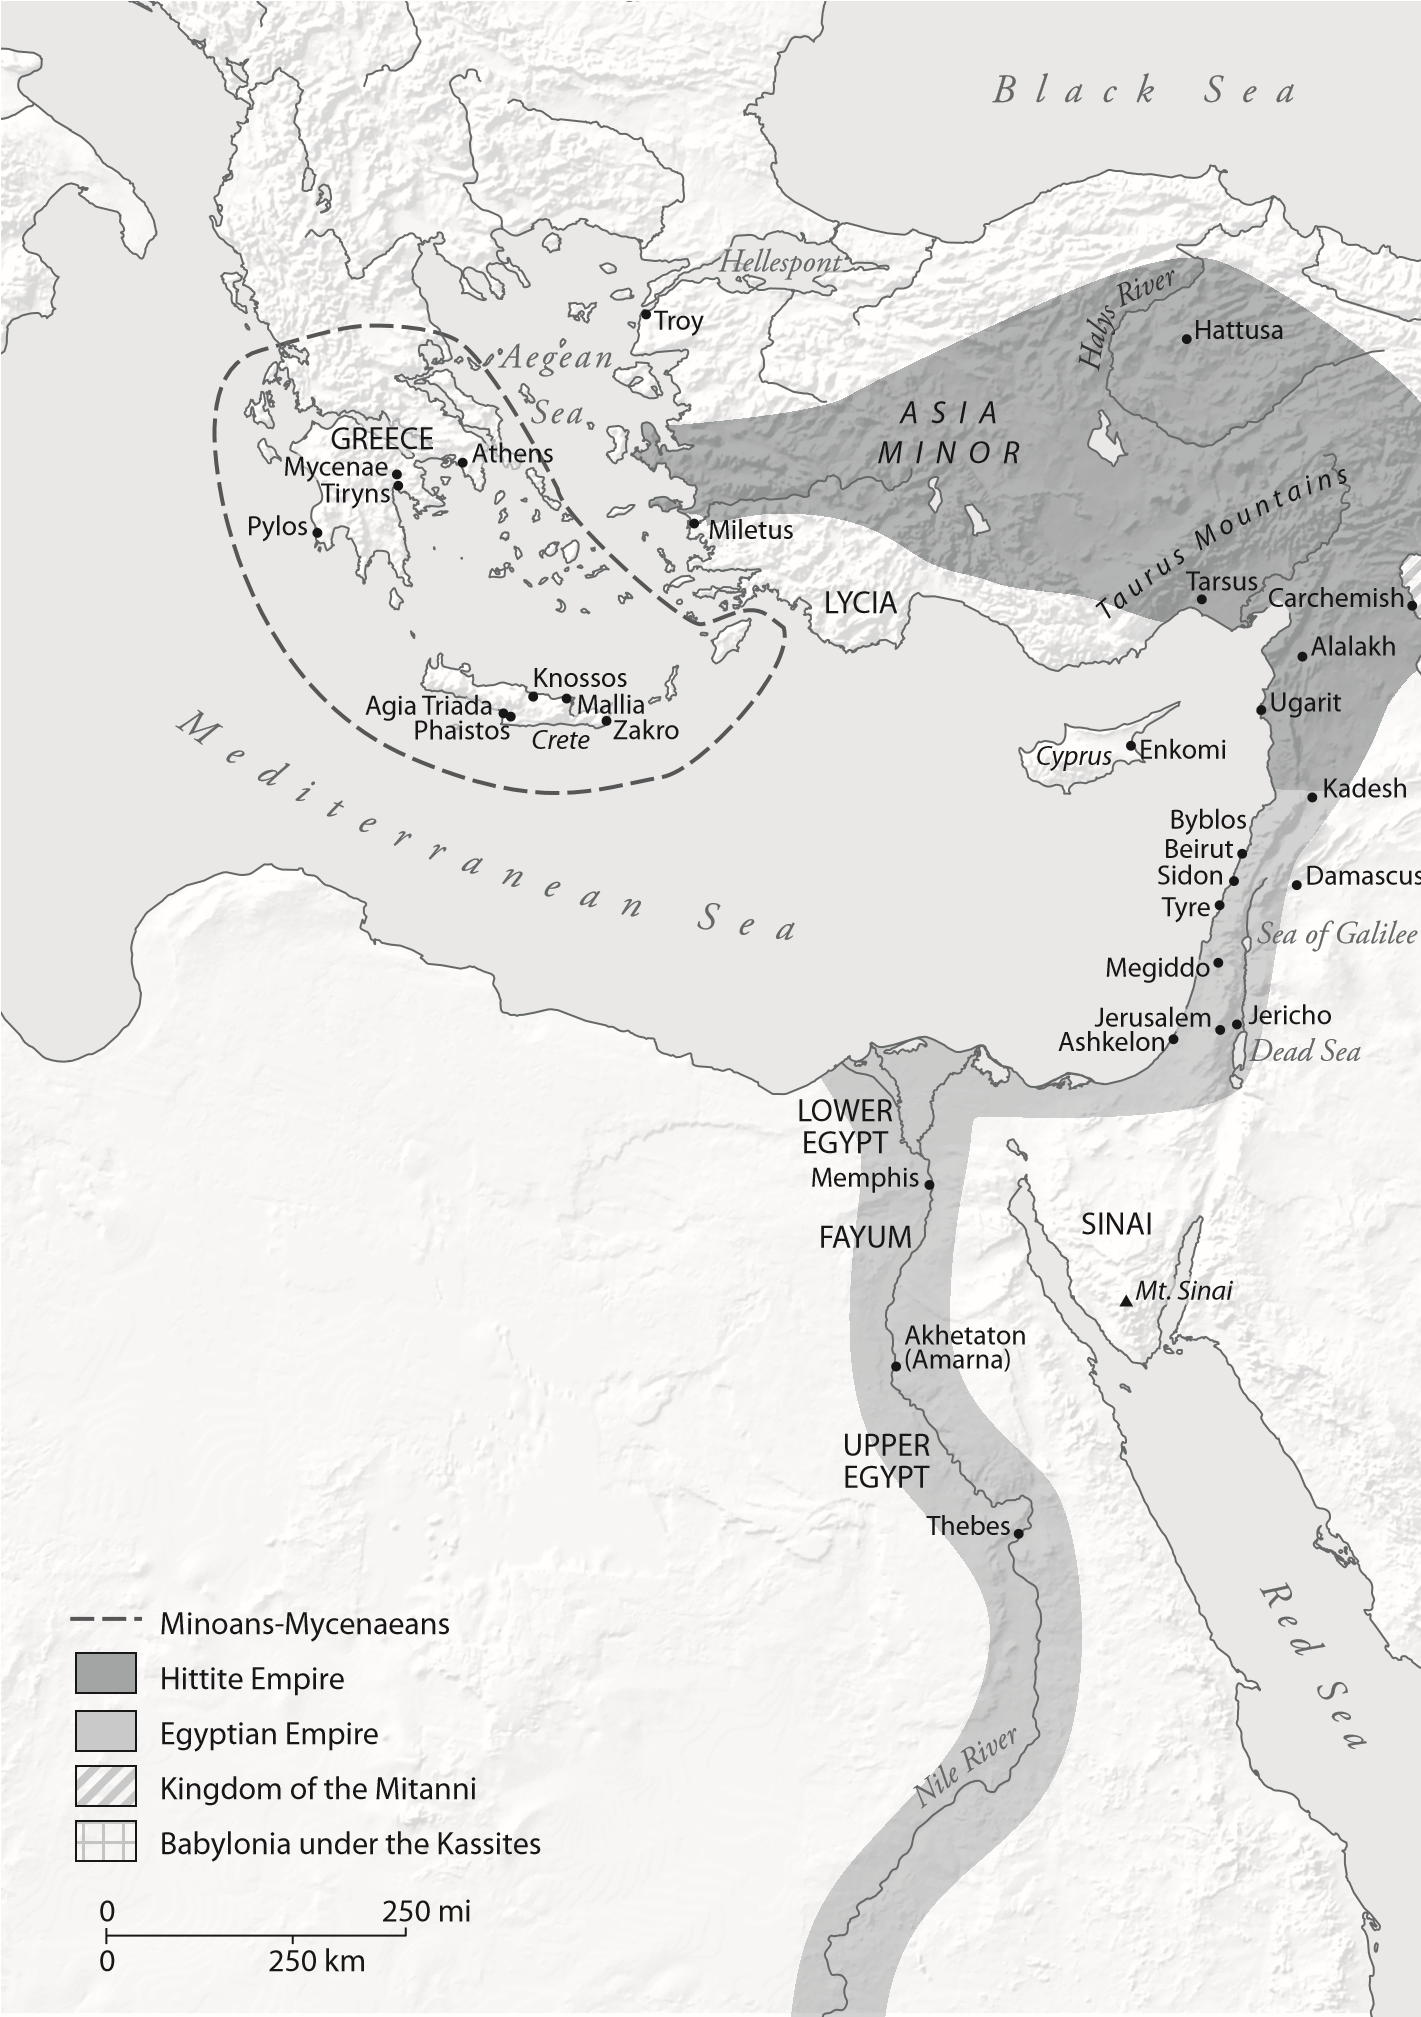 Black Sea
Hellespont
Troy
Halys River
Hattusa
Aegean
Sea
ASIA
MINOR
GREECE
Athens
Mycenae
Tiryns
Pylos
Miletus
Taurus Mountains
Tarsus
LYCIA
Carchemish
Alalakh
Knossos
Agia Triada
Mallia
Phaistos
Crete
Zakro
Ugarit
Mediterranean Sea
Cyprus
Enkomi
Kadesh
Byblos
Beirut
Sidon
Damascus
Tyre
Sea of Galilee
Megiddo
Jerusalem
Jericho
Ashkelon
Dead Sea
LOWER
EGYPT
Memphis
FAYUM
SINAI
Mt. Sinai
Akhetaton
(Amarna)
UPPER
EGYPT
Thebes
Red Sea
Nile River
Minoans-Mycenaeans
Hittite Empire
Egyptian Empire
Kingdom of the Mitanni
Babylonia under the Kassites
0 250 mi
0 250 km